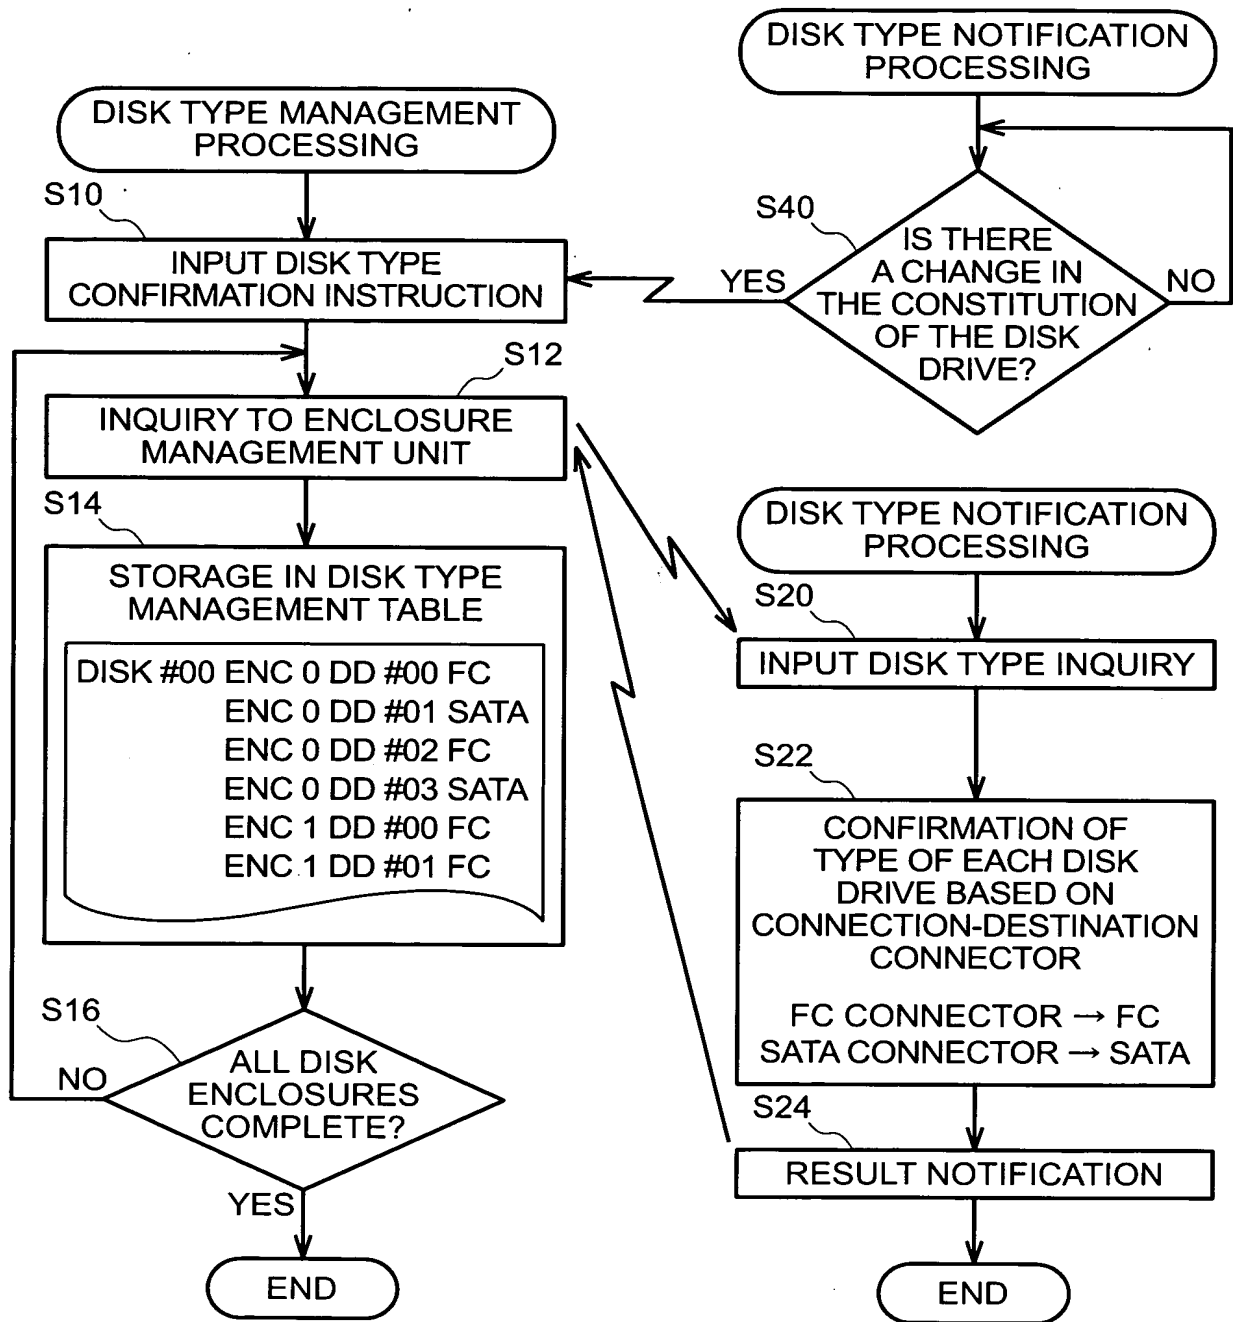 DISK TYPE MANAGEMENT
PROCESSING
S10
INPUT DISK TYPE
CONFIRMATION INSTRUCTION
S12
INQUIRY TO ENCLOSURE
MANAGEMENT UNIT
S14
STORAGE IN DISK TYPE
MANAGEMENT TABLE
DISK #00 ENC 0 DD #00 FC
ENC 0 DD #01 SATA
ENC 0 DD #02 FC
ENC 0 DD #03 SATA
ENC 1 DD #00 FC
ENC 1 DD #01 FC
S16
NO
ALL DISK
ENCLOSURES
COMPLETE?
YES
END
DISK TYPE NOTIFICATION
PROCESSING
S40
IS THERE
A CHANGE IN
THE CONSTITUTION
OF THE DISK
DRIVE?
YES
NO
DISK TYPE NOTIFICATION
PROCESSING
S20
INPUT DISK TYPE INQUIRY
S22
CONFIRMATION OF
TYPE OF EACH DISK
DRIVE BASED ON
CONNECTION-DESTINATION
CONNECTOR
FC CONNECTOR → FC
SATA CONNECTOR → SATA
S24
RESULT NOTIFICATION
END